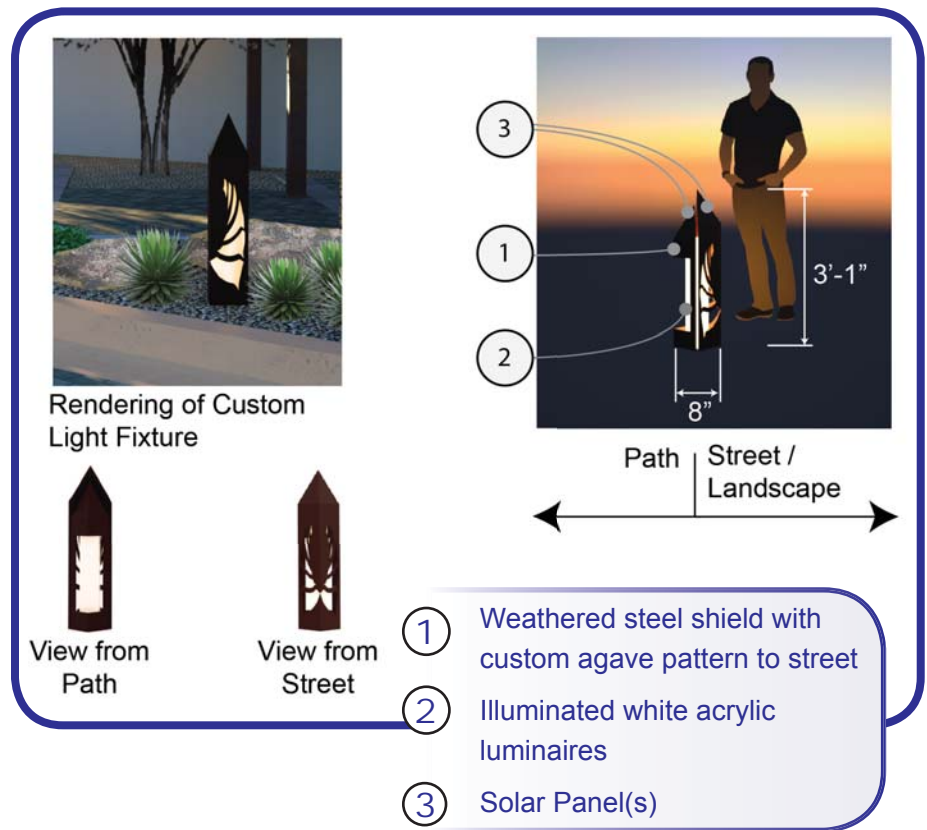 Rendering of Custom
Light Fixture
View from
Path
View from
Street
3
1
2
3’-1”
8”
Path
Street /
Landscape
1 Weathered steel shield with
custom agave pattern to street
2 Illuminated white acrylic
luminaires
3 Solar Panel(s)